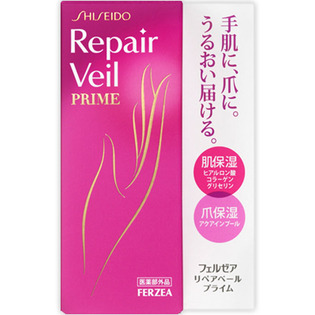 SHISEIDO
Repair
Veil
PRIME
医薬部外品
FERZEA
手肌に、爪に。
うるおい届ける。
肌保湿
ヒアルロン酸
コラーゲン
グリセリン
爪保湿
アクアインプール
フェルゼア
リペアベール
プライム